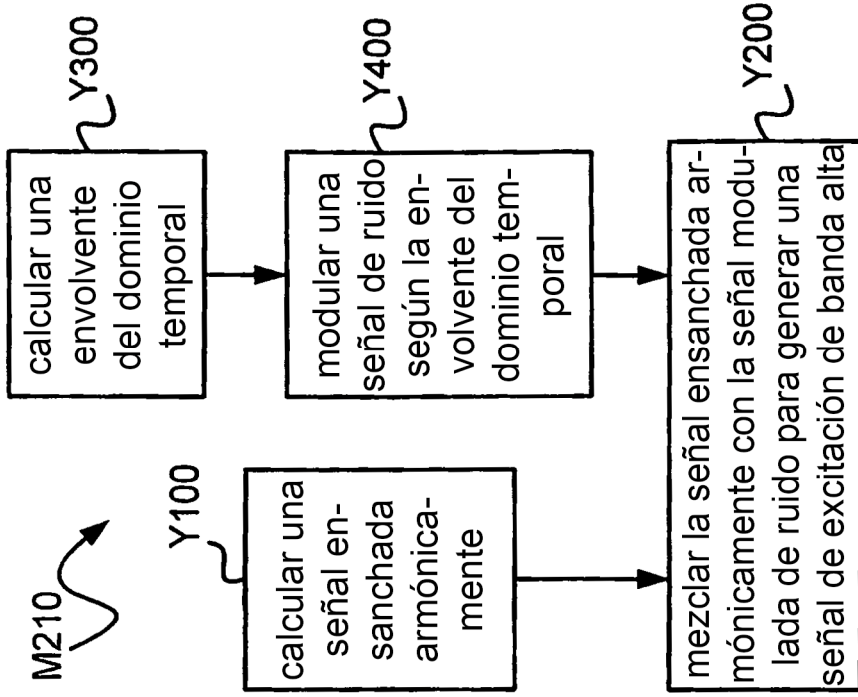 M210
Y300
calcular una
envolvente
del dominio
temporal
Y400
modular una
señal de ruido
según la en-
volvente del
dominio tem-
poral
Y100
calcular una
señal en-
sanchada
armónica-
mente
Y200
mezclar la señal ensanchada ar-
mónicamente con la señal modu-
lada de ruido para generar una
señal de excitación de banda alta